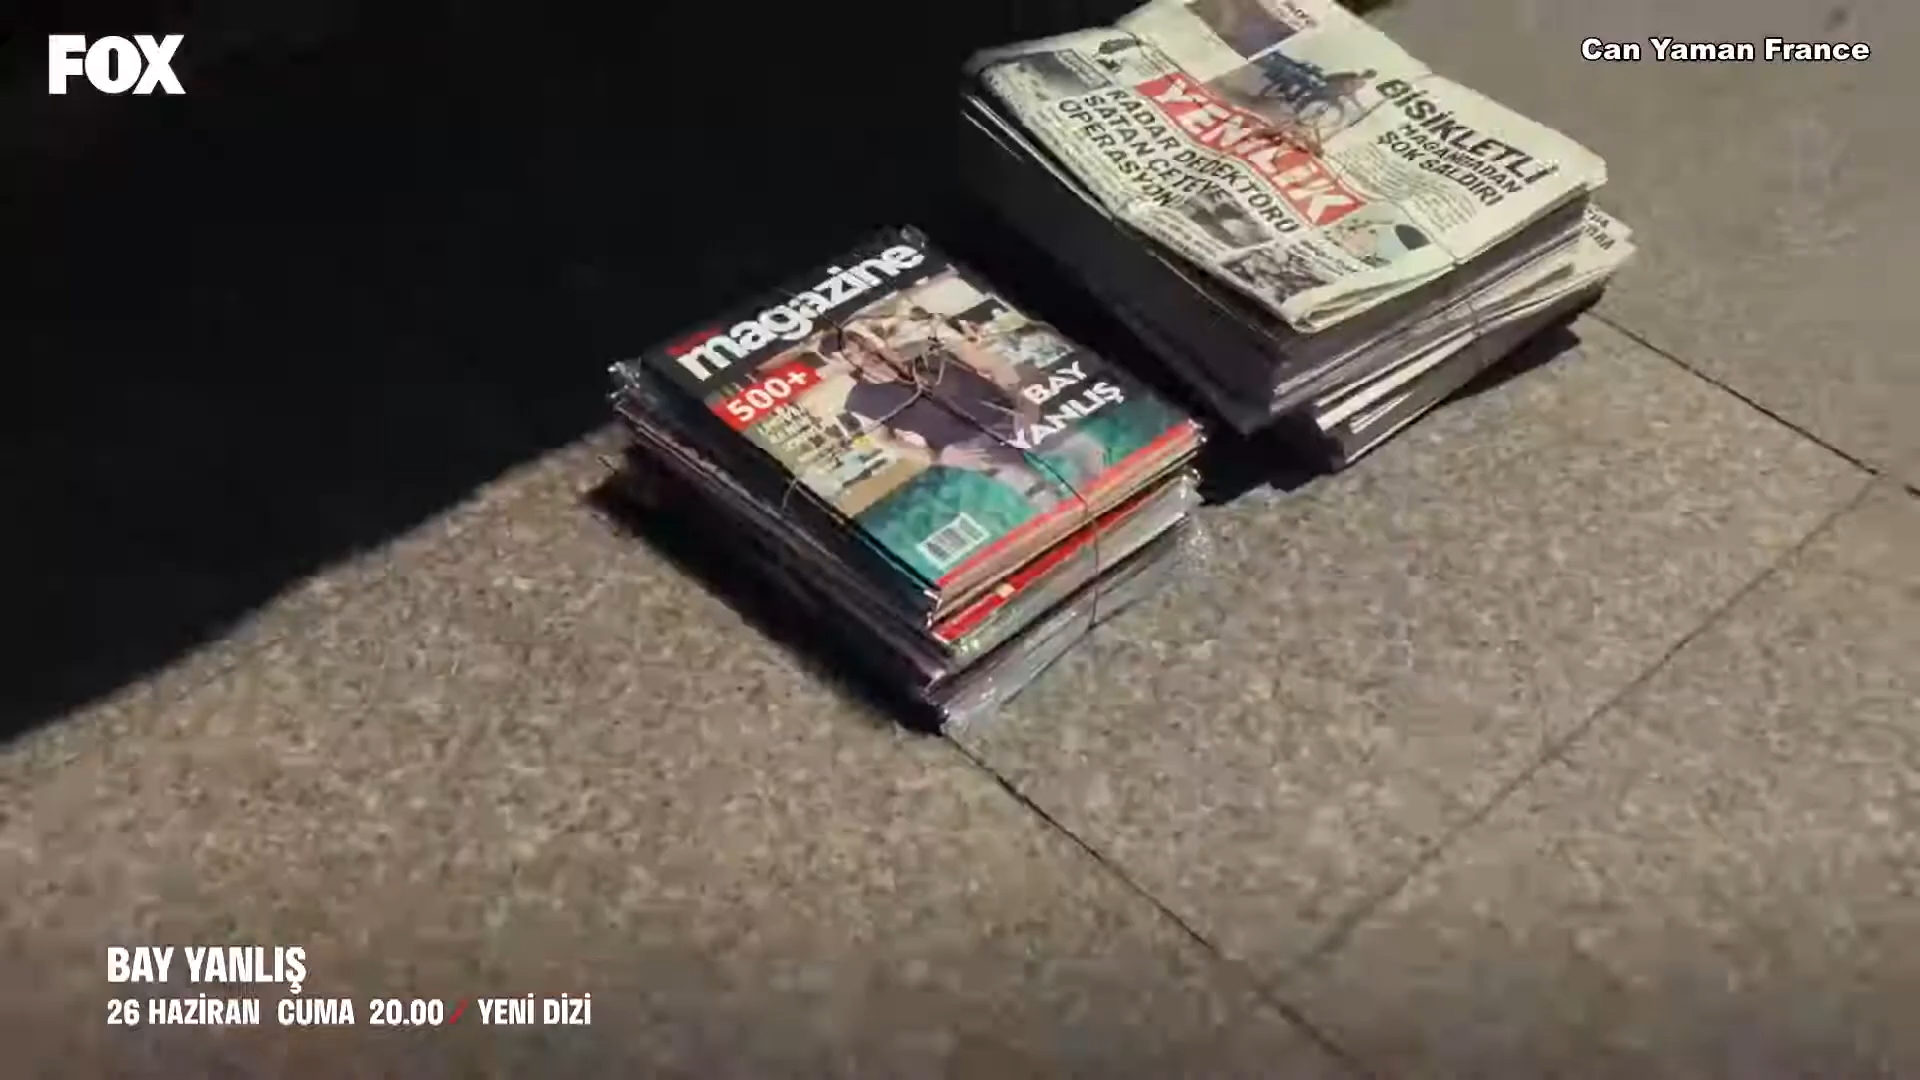 FOX
Can Yaman France
YENİLİK
BİSİKLETLİ
MAGANDADAN
ŞOK SALDIRI
RADAR DEDEKTÖRÜ
SATAN ÇETEYE
OPERASYON
magazine
500+
BAY
YANLIŞ
BAY YANLIŞ
26 HAZİRAN CUMA 20.00 / YENİ DİZİ